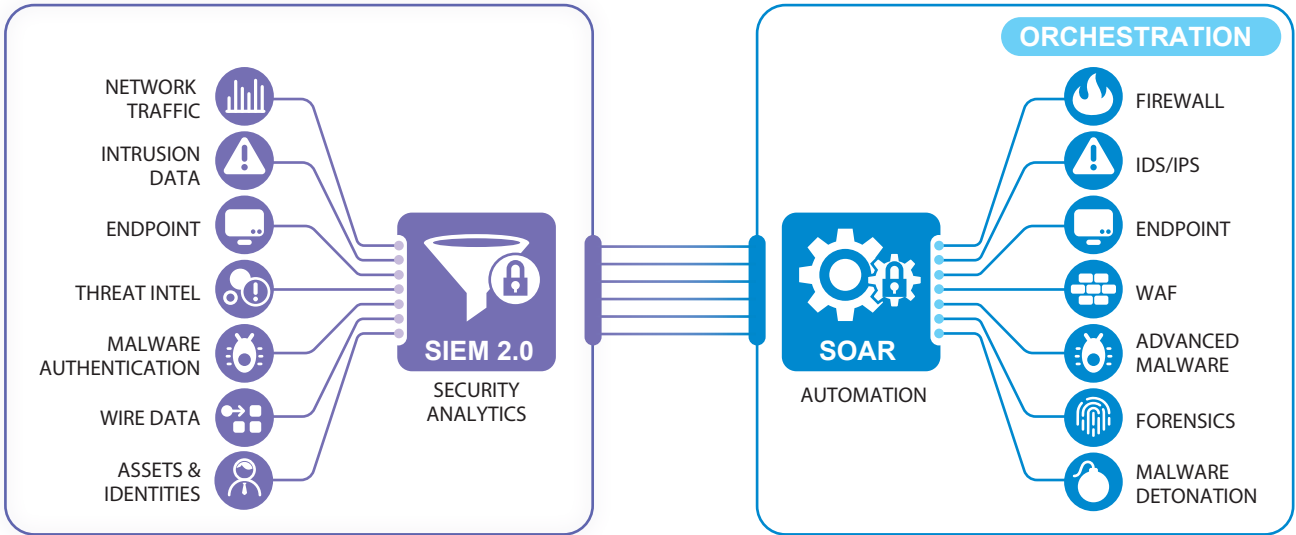 NETWORK
TRAFFIC
INTRUSION
DATA
ENDPOINT
THREAT INTEL
MALWARE
AUTHENTICATION
WIRE DATA
ASSETS &
IDENTITIES
SIEM 2.0
SECURITY
ANALYTICS
SOAR
AUTOMATION
ORCHESTRATION
FIREWALL
IDS/IPS
ENDPOINT
WAF
ADVANCED
MALWARE
FORENSICS
MALWARE
DETONATION